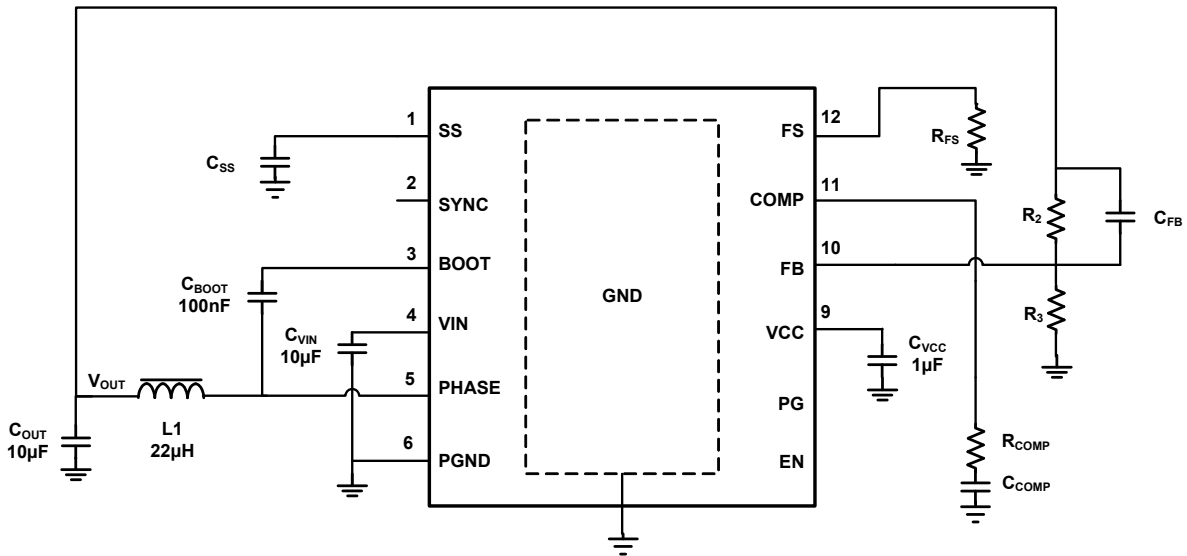 1
SS
C_SS
2
SYNC
3
BOOT
C_BOOT
100nF
4
VIN
C_VIN
10µF
5
PHASE
V_OUT
L1
22µH
C_OUT
10µF
6
PGND
GND
12
FS
R_FS
11
COMP
R_2
C_FB
10
FB
R_3
9
VCC
C_VCC
1µF
PG
EN
R_COMP
C_COMP